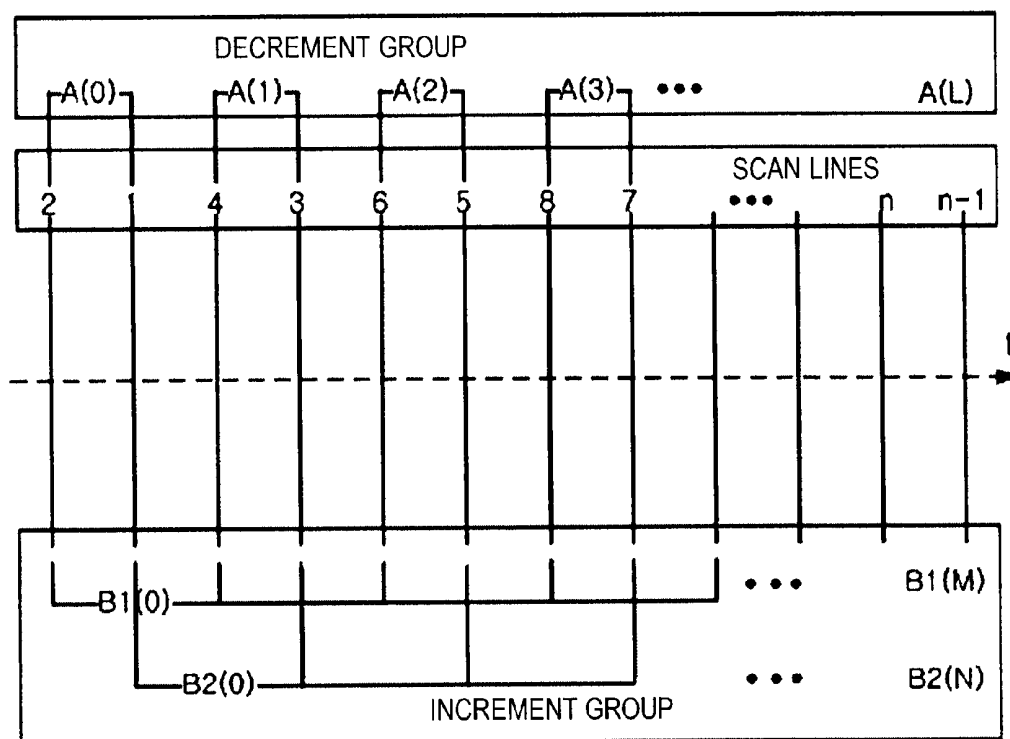 DECREMENT GROUP
A(0) A(1) A(2) A(3) ••• A(L)
SCAN LINES
2 1 4 3 6 5 8 7 ••• n n-1
B1(0) ••• B1(M)
B2(0) ••• B2(N)
INCREMENT GROUP